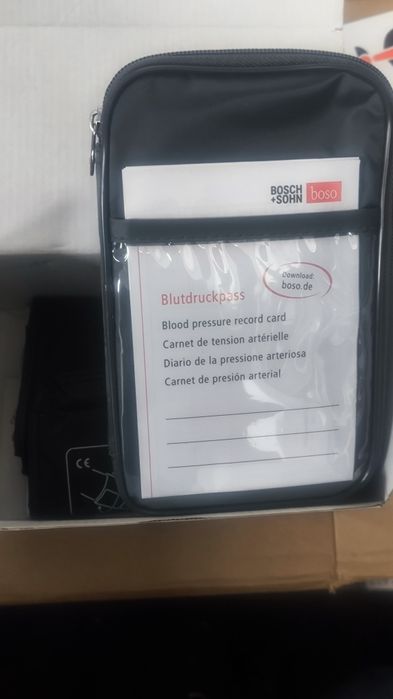 BOSCH
+SOHN
boso
Download:
boso.de
Blutdruckpass
Blood pressure record card
Carnet de tension artérielle
Diario de la pressione arteriosa
Carnet de presión arterial
CE